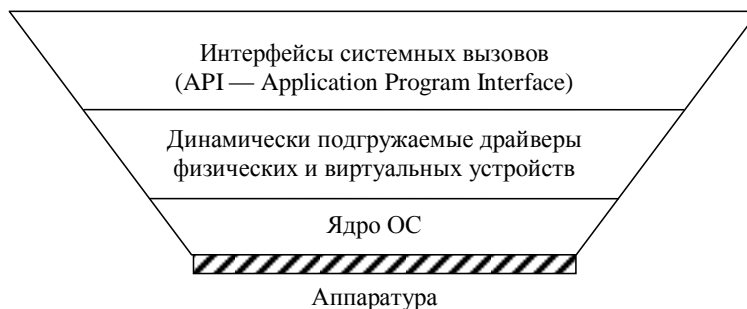 Интерфейсы системных вызовов
(API — Application Program Interface)
Динамически подгружаемые драйверы
физических и виртуальных устройств
Ядро ОС
Аппаратура